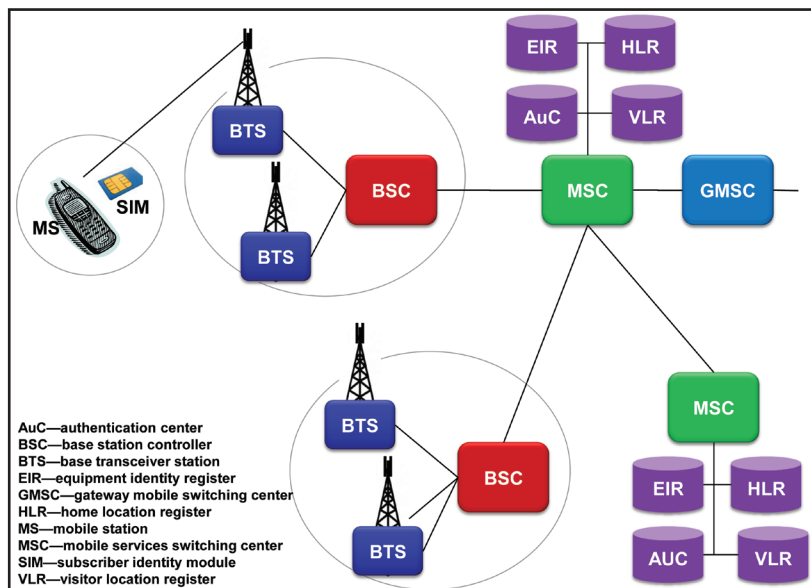 EIR
HLR
AuC
VLR
BTS
BSC
MSC
GMSC
SIM
MS
BTS
BTS
MSC
BSC
EIR
HLR
BTS
AUC
VLR
AuC—authentication center
BSC—base station controller
BTS—base transceiver station
EIR—equipment identity register
GMSC—gateway mobile switching center
HLR—home location register
MS—mobile station
MSC—mobile services switching center
SIM—subscriber identity module
VLR—visitor location register